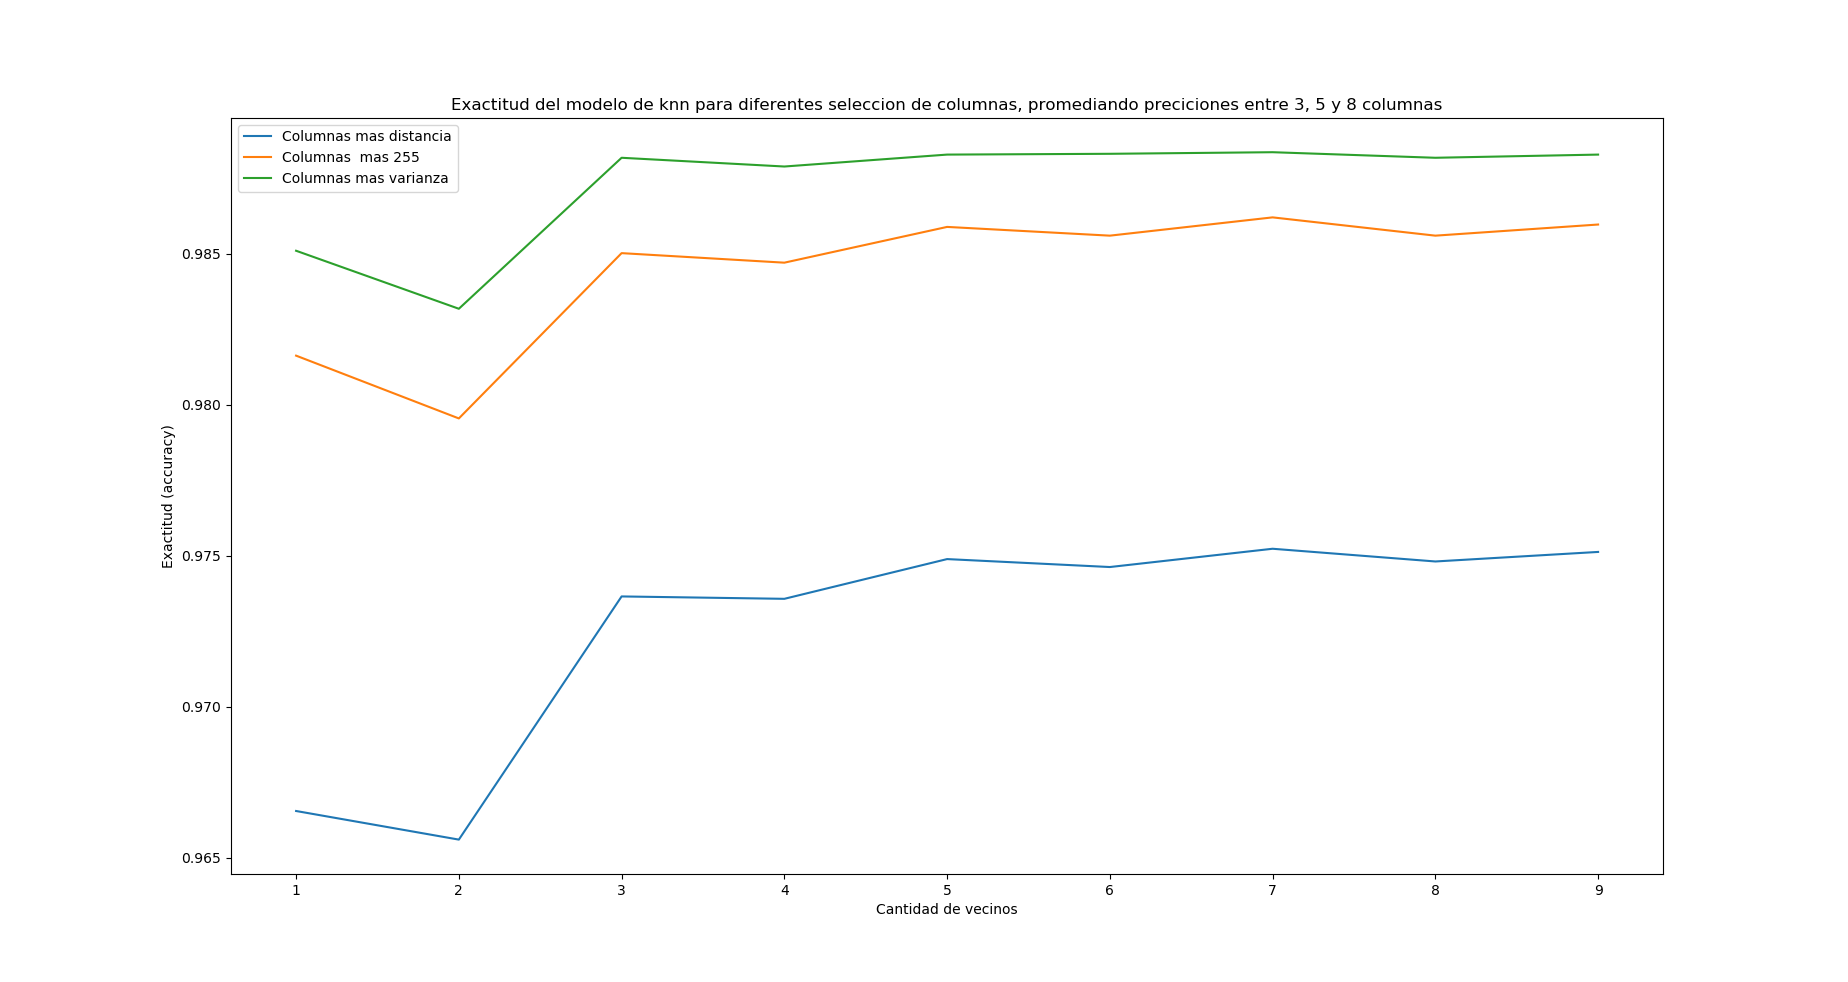 Exactitud del modelo de knn para diferentes seleccion de columnas, promediando preciciones entre 3, 5 y 8 columnas
Columnas mas distancia
Columnas  mas 255
Columnas mas varianza
0.985
0.980
0.975
0.970
0.965
Exactitud (accuracy)
1 2 3 4 5 6 7 8 9
Cantidad de vecinos